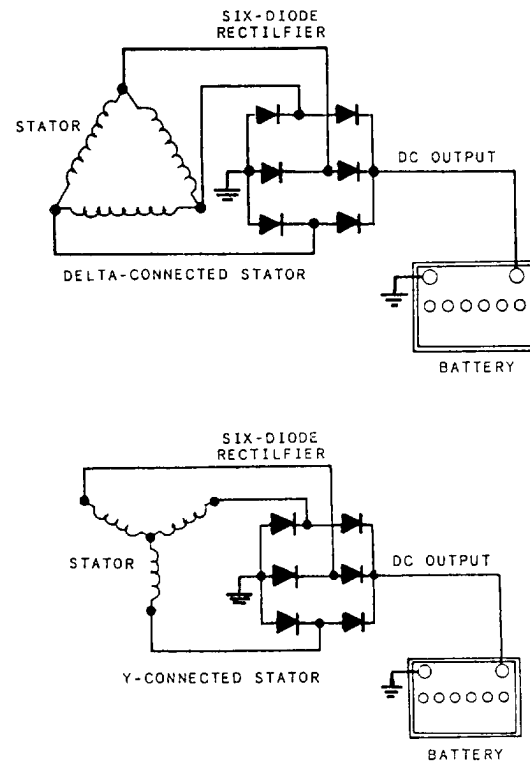 SIX-DIODE
RECTILFIER
STATOR
DC OUTPUT
DELTA-CONNECTED STATOR
BATTERY
SIX-DIODE
RECTILFIER
STATOR
DC OUTPUT
Y-CONNECTED STATOR
BATTERY